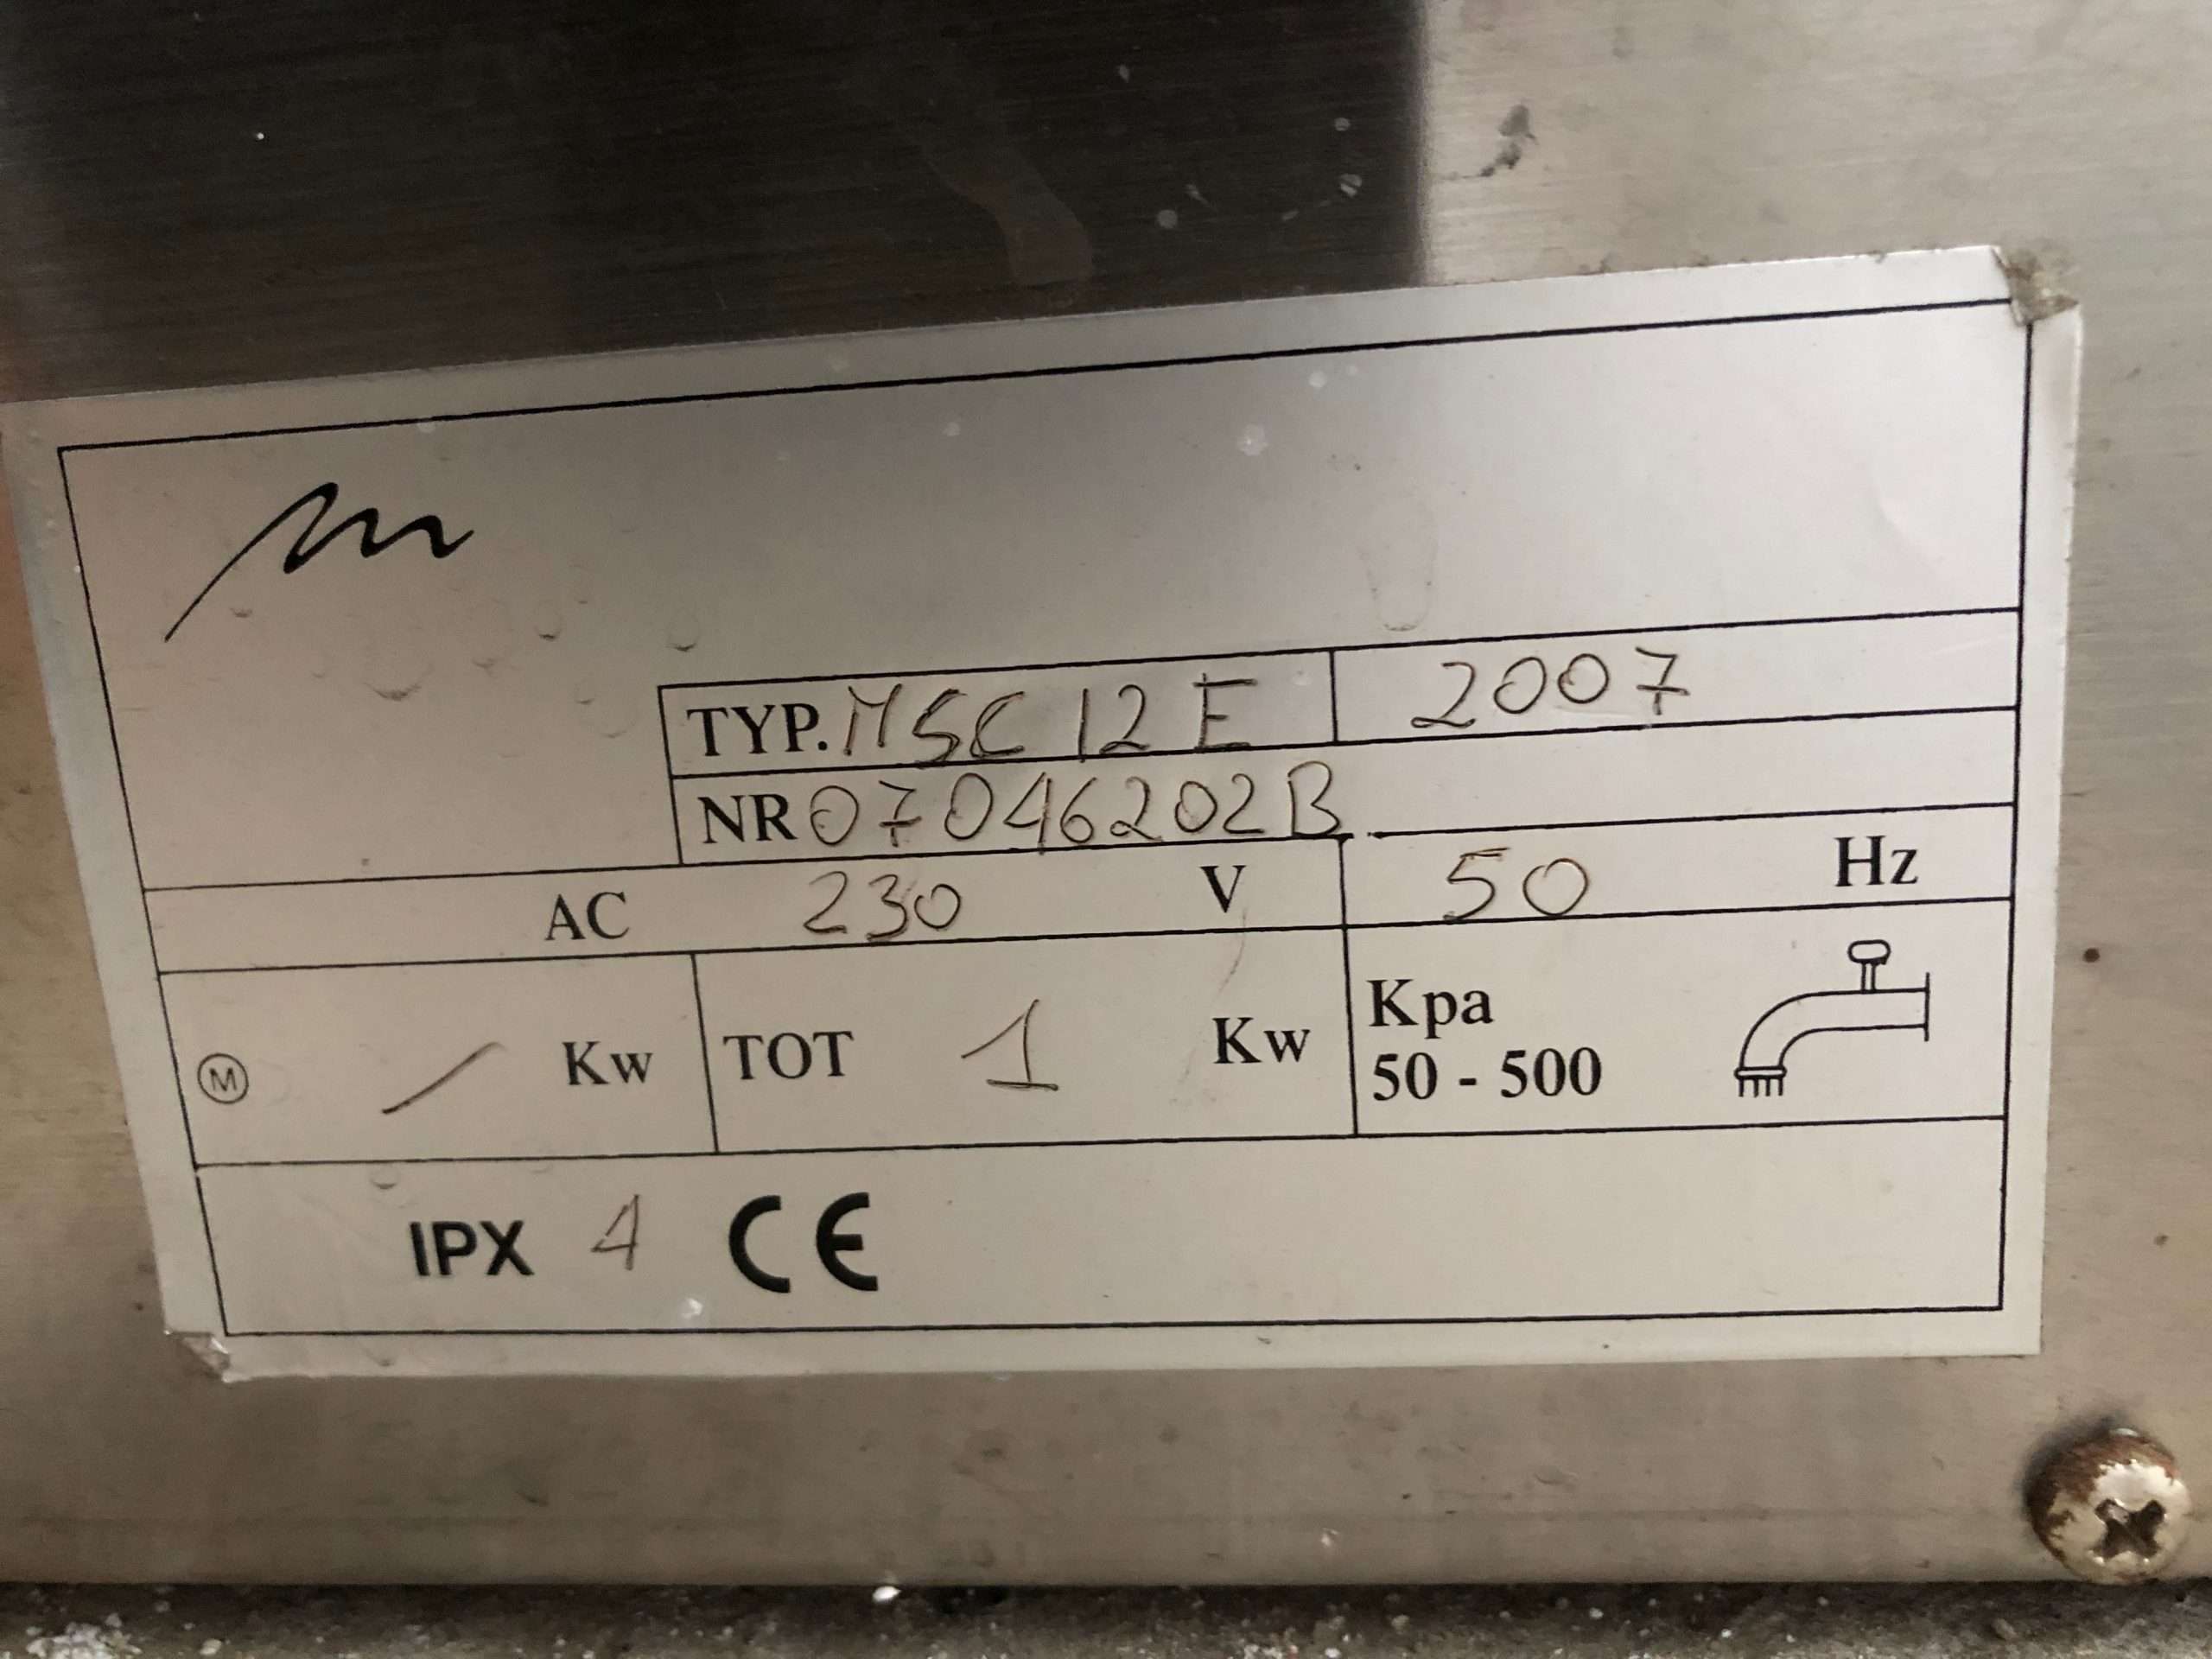 m
TYP. MSC 12 E 2007
NR 07046202B
AC 230 V 50 Hz
M / Kw TOT 1 Kw Kpa
50 - 500
IPX 4 CE